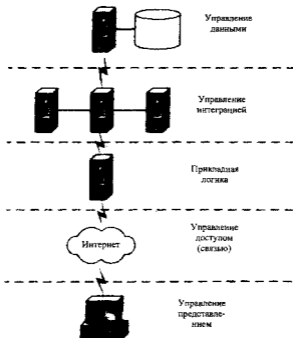 Управление
данными
Управление
интеграцией
Прикладная
логика
Управление
доступом
(связью)
Интернет
Управление
представле-
нием